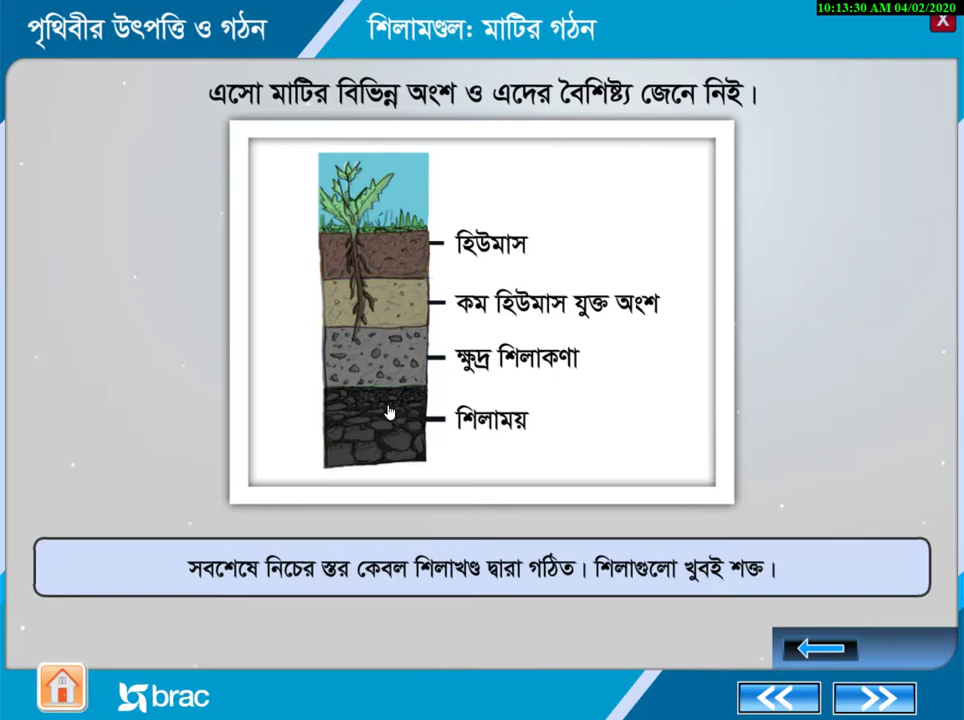 10:13:30 AM 04/02/2020
পৃথিবীর উৎপত্তি ও গঠন
শিলামণ্ডল: মাটির গঠন
X
এসো মাটির বিভিন্ন অংশ ও এদের বৈশিষ্ট্য জেনে নিই।
হিউমাস
কম হিউমাস যুক্ত অংশ
ক্ষুদ্র শিলাকণা
শিলাময়
সবশেষে নিচের স্তর কেবল শিলাখণ্ড দ্বারা গঠিত। শিলাগুলো খুবই শক্ত।
brac